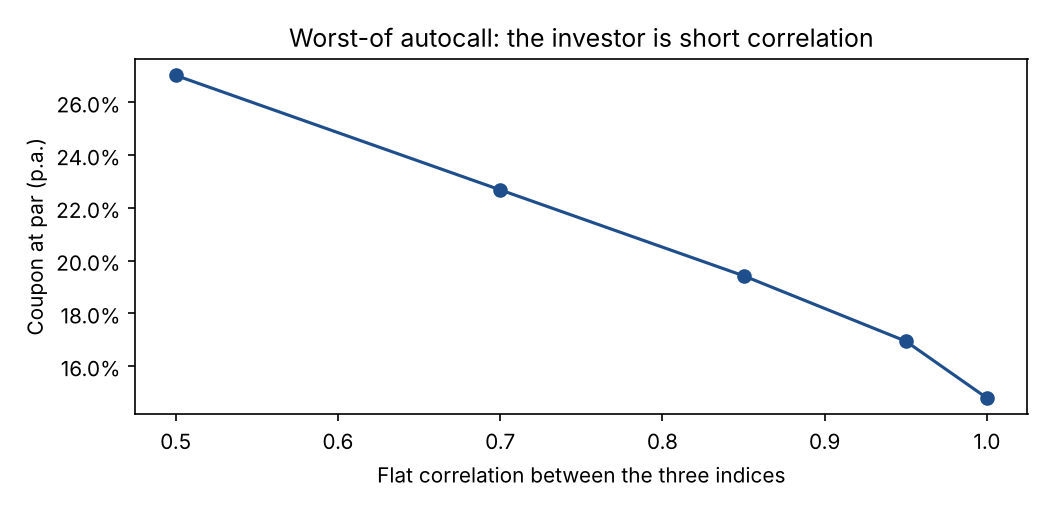 Worst-of autocall: the investor is short correlation
Coupon at par (p.a.)
26.0%
24.0%
22.0%
20.0%
18.0%
16.0%
0.5 0.6 0.7 0.8 0.9 1.0
Flat correlation between the three indices